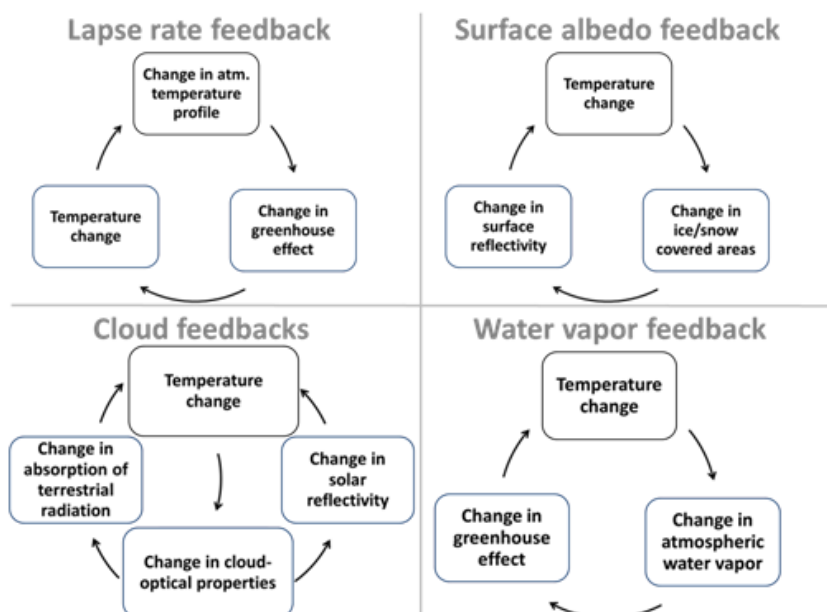 Lapse rate feedback
Change in atm.
temperature
profile
Temperature
change
Change in
greenhouse
effect
Surface albedo feedback
Temperature
change
Change in
surface
reflectivity
Change in
ice/snow
covered areas
Cloud feedbacks
Temperature
change
Change in
absorption of
terrestrial
radiation
Change in
solar
reflectivity
Change in cloud-
optical properties
Water vapor feedback
Temperature
change
Change in
greenhouse
effect
Change in
atmospheric
water vapor